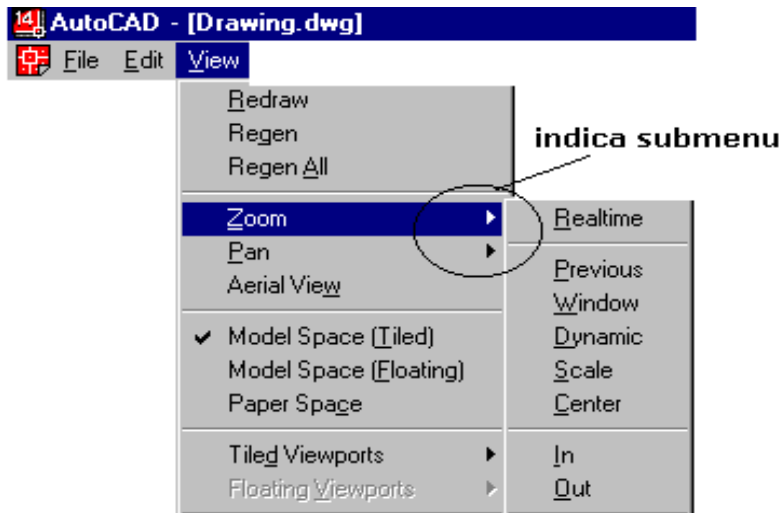 14 AutoCAD - [Drawing.dwg]
File Edit View
Redraw
Regen
Regen All
indica submenu
Zoom
Pan
Aerial View
Model Space (Tiled)
Model Space (Floating)
Paper Space
Tiled Viewports
Floating Viewports
Realtime
Previous
Window
Dynamic
Scale
Center
In
Out